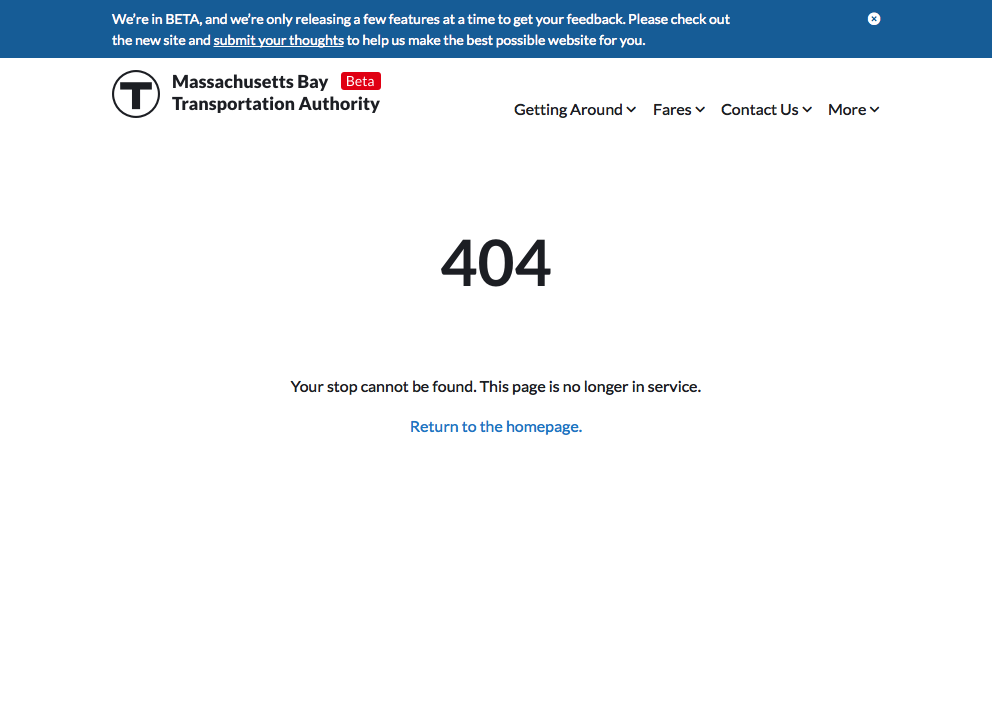 We’re in BETA, and we’re only releasing a few features at a time to get your feedback. Please check out
the new site and submit your thoughts to help us make the best possible website for you.
T
Massachusetts Bay Beta
Transportation Authority
Getting Around Fares Contact Us More
404
Your stop cannot be found. This page is no longer in service.
Return to the homepage.